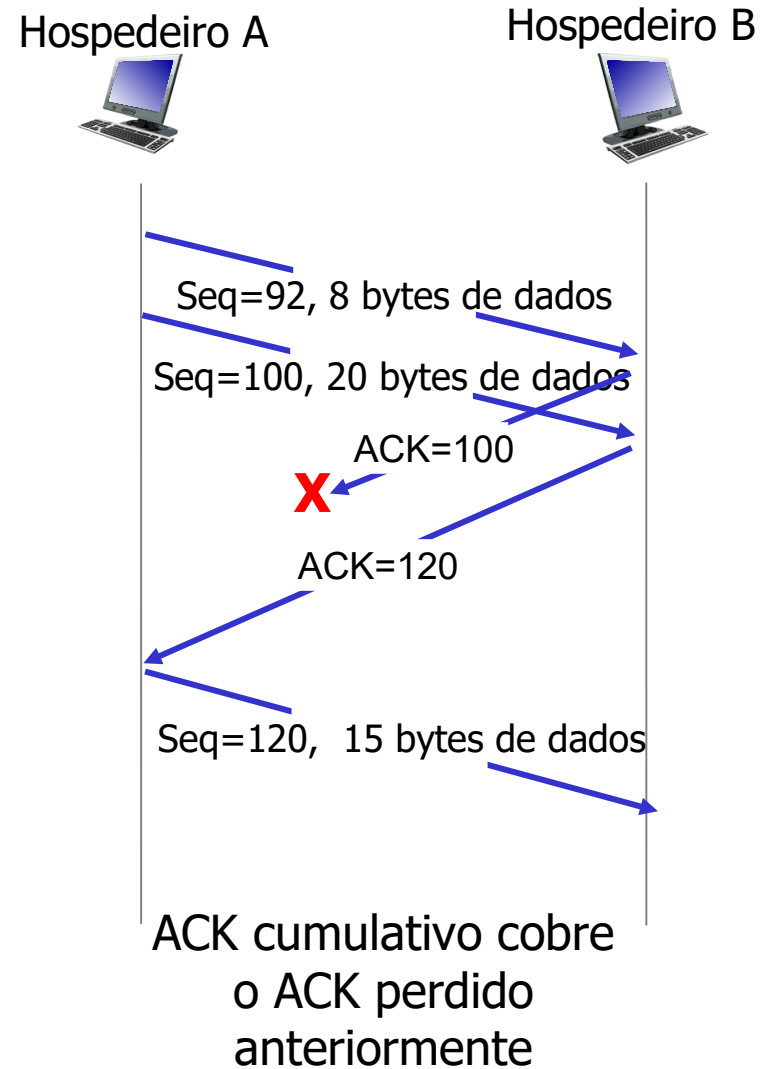 Hospedeiro A
Hospedeiro B
Seq=92, 8 bytes de dados
Seq=100, 20 bytes de dados
ACK=100
X
ACK=120
Seq=120, 15 bytes de dados
ACK cumulativo cobre
o ACK perdido
anteriormente